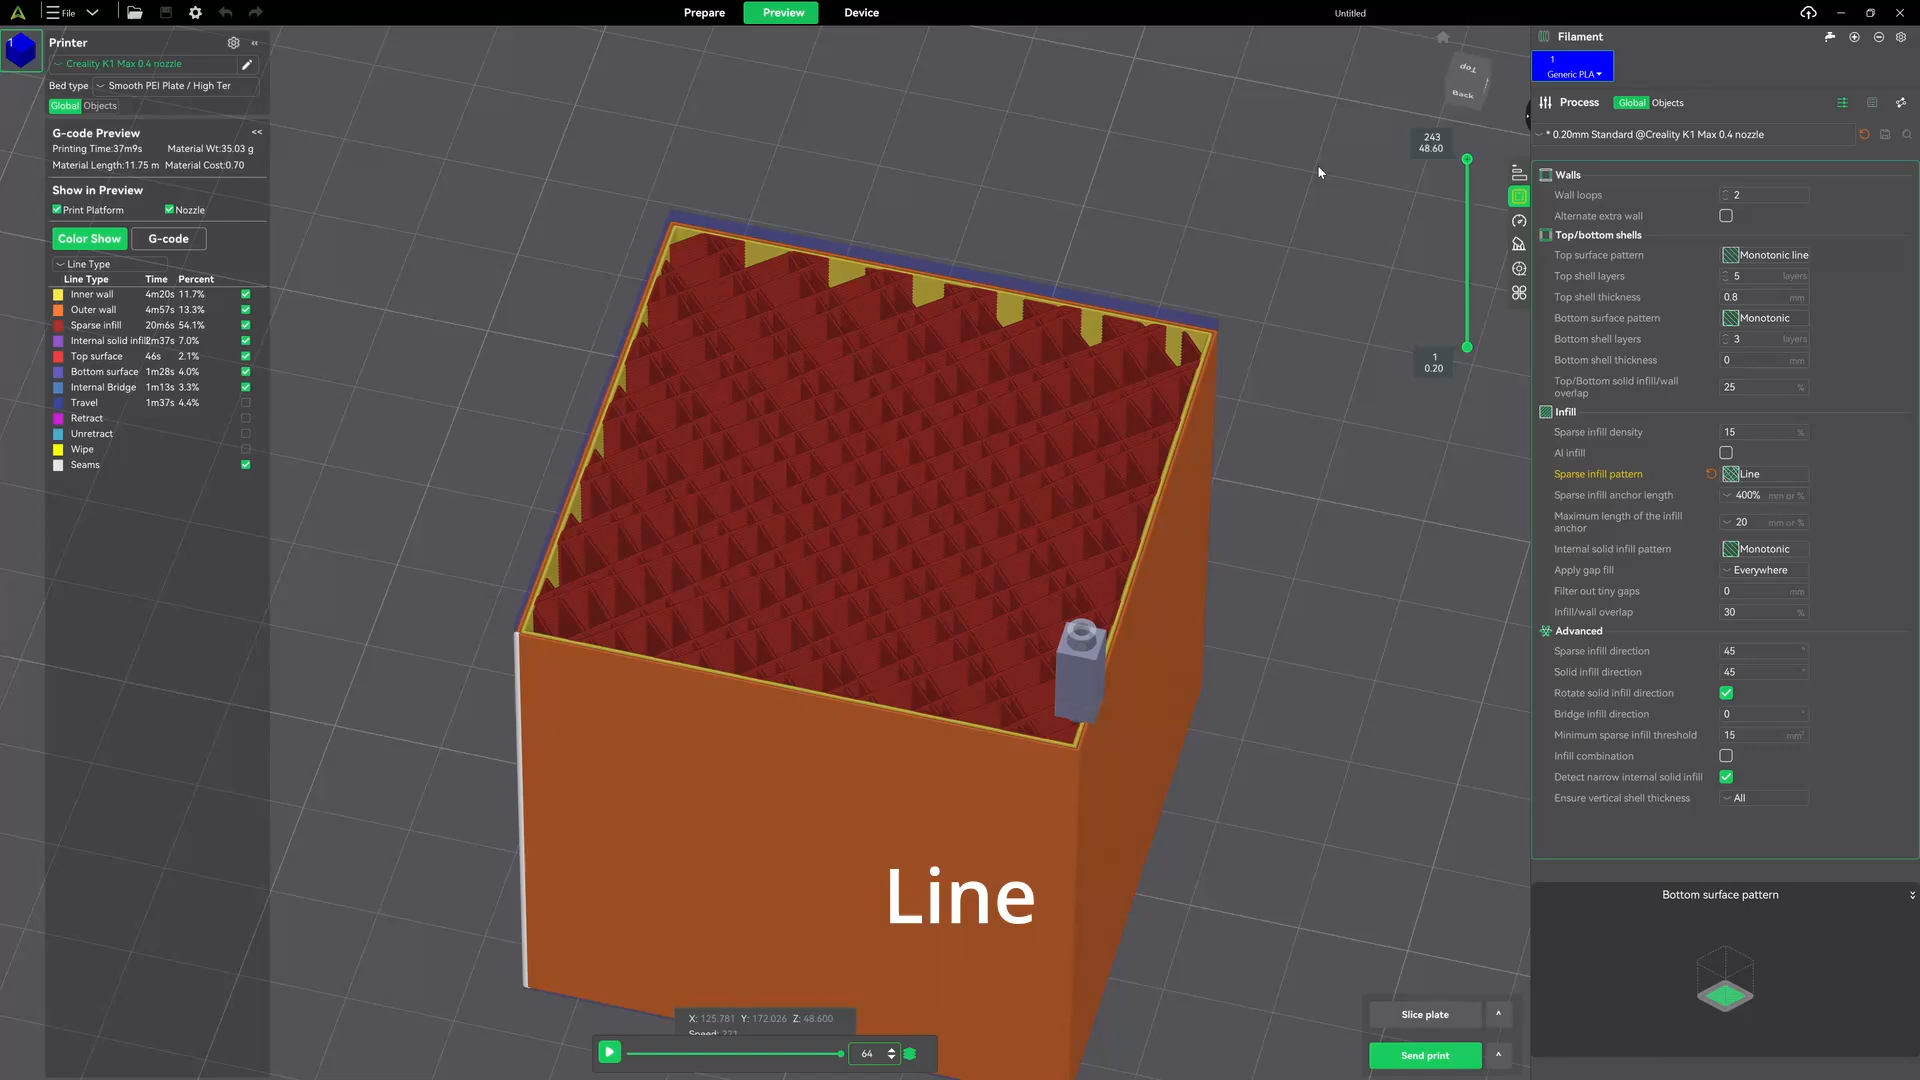 File
Prepare
Preview
Device
Untitled
1
Printer
Creality K1 Max 0.4 nozzle
Bed type
Smooth PEI Plate / High Ter
Global
Objects
G-code Preview
<<
Printing Time:37m9s
Material Wt:35.03 g
Material Length:11.75 m
Material Cost:0.70
Show in Preview
Print Platform
Nozzle
Color Show
G-code
Line Type
Line Type Time Percent
Inner wall 4m20s 11.7%
Outer wall 4m57s 13.3%
Sparse infill 20m6s 54.1%
Internal solid infill 2m37s 7.0%
Top surface 46s 2.1%
Bottom surface 1m28s 4.0%
Internal Bridge 1m13s 3.3%
Travel 1m37s 4.4%
Retract
Unretract
Wipe
Seams
Top
Back
243
48.60
1
0.20
Line
X: 125.781 Y: 172.026 Z: 48.600
64
Slice plate
Send print
Filament
1
Generic PLA
Process
Global
Objects
* 0.20mm Standard @Creality K1 Max 0.4 nozzle
Walls
Wall loops 2
Alternate extra wall
Top/bottom shells
Top surface pattern Monotonic line
Top shell layers 5 layers
Top shell thickness 0.8 mm
Bottom surface pattern Monotonic
Bottom shell layers 3 layers
Bottom shell thickness 0 mm
Top/Bottom solid infill/wall
overlap 25 %
Infill
Sparse infill density 15 %
AI infill
Sparse infill pattern Line
Sparse infill anchor length 400% mm or %
Maximum length of the infill
anchor 20 mm or %
Internal solid infill pattern Monotonic
Apply gap fill Everywhere
Filter out tiny gaps 0 mm
Infill/wall overlap 30 %
Advanced
Sparse infill direction 45 °
Solid infill direction 45 °
Rotate solid infill direction
Bridge infill direction 0 °
Minimum sparse infill threshold 15 mm²
Infill combination
Detect narrow internal solid infill
Ensure vertical shell thickness All
Bottom surface pattern